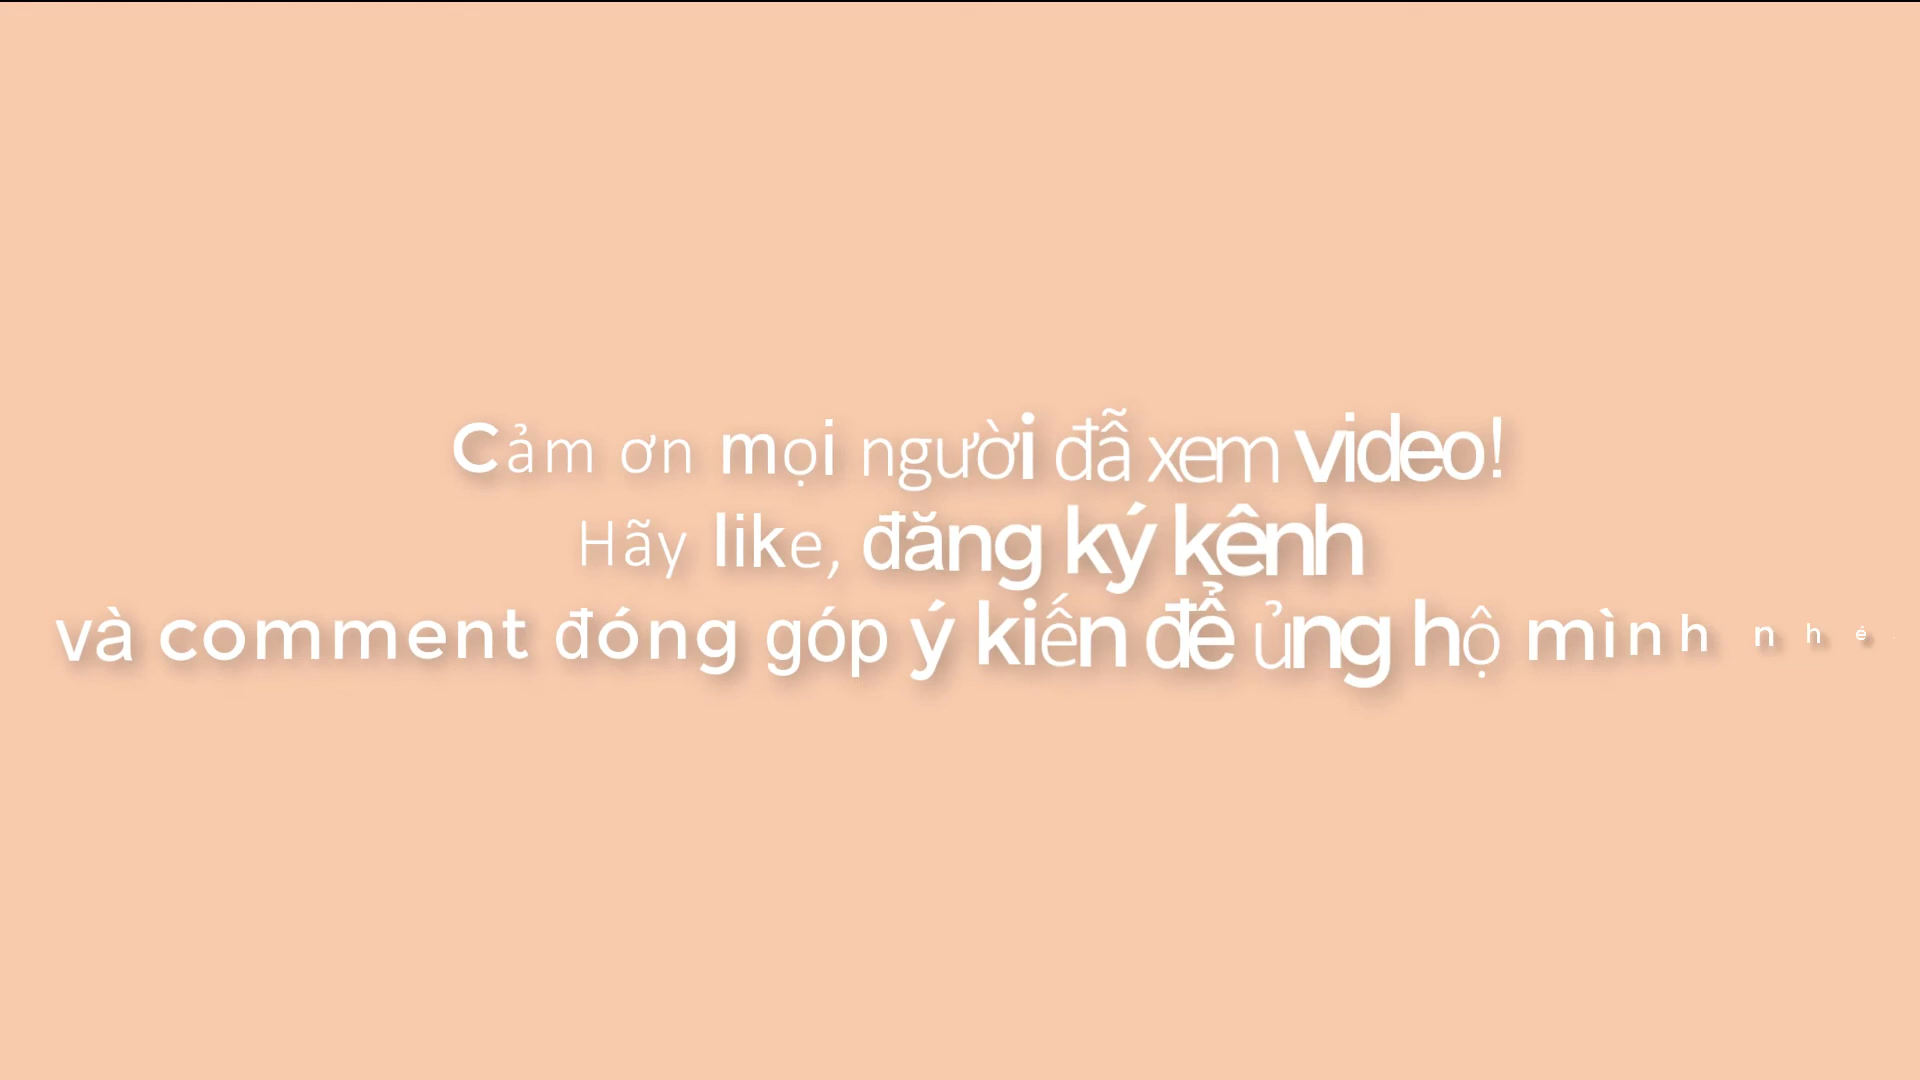 Cảm ơn mọi người đẫ xem video!
Hãy like, đăng ký kênh
và comment đóng góp ý kiến để ủng hộ mình nhé